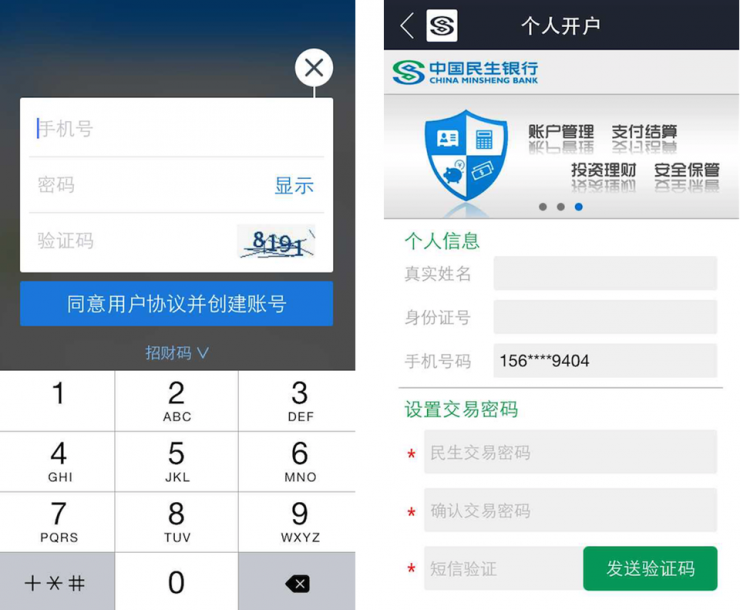 手机号
密码
显示
验证码
8191
同意用户协议并创建账号
招财码
1
2
3
ABC
DEF
4
5
6
GHI
JKL
MNO
7
8
9
PQRS
TUV
WXYZ
+*#
0
个人开户
中国民生银行
CHINA MINSHENG BANK
账户管理 支付结算
投资理财 安全保管
个人信息
真实姓名
身份证号
手机号码 156****9404
设置交易密码
* 民生交易密码
* 确认交易密码
* 短信验证 发送验证码